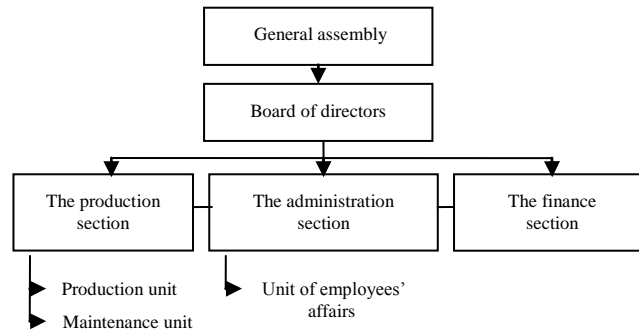 General assembly
Board of directors
The production
section
The administration
section
The finance
section
Production unit
Maintenance unit
Unit of employees’
affairs